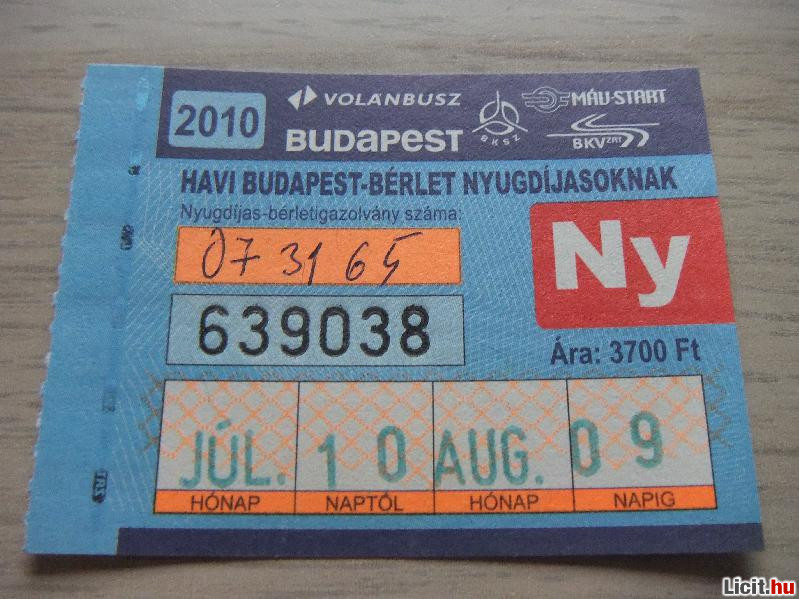 2010
VOLÁNBUSZ
BUDAPEST
BKSZ
MÁV-START
BKV ZRT
HAVI BUDAPEST-BÉRLET NYUGDÍJASOKNAK
Nyugdíjas-bérletigazolvány száma:
073165
Ny
639038
Ára: 3700 Ft
JÚL. 10 AUG. 09
HÓNAP NAPTÓL HÓNAP NAPIG
Licit.hu